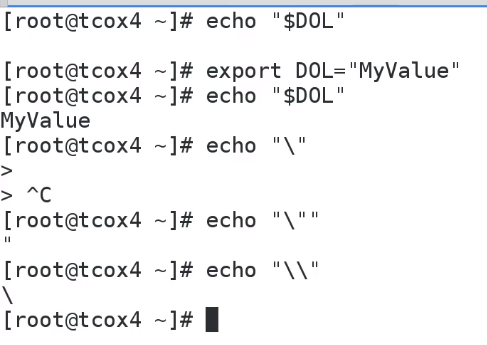 [root@tcox4 ~]# echo "$DOL"
[root@tcox4 ~]# export DOL="MyValue"
[root@tcox4 ~]# echo "$DOL"
MyValue
[root@tcox4 ~]# echo "\"
>
> ^C
[root@tcox4 ~]# echo "\""
"
[root@tcox4 ~]# echo "\\"
\
[root@tcox4 ~]#